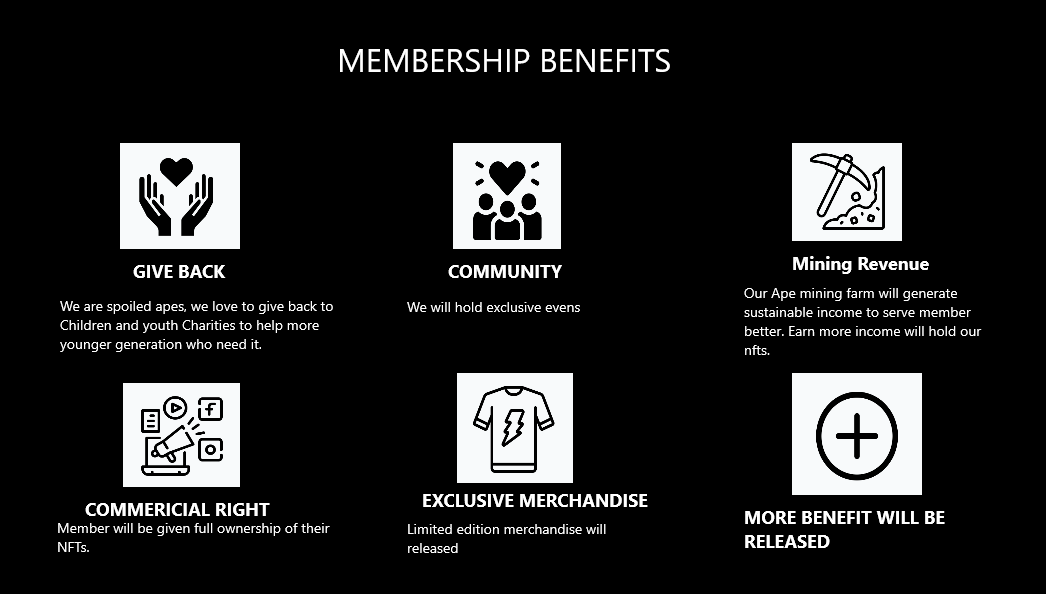 MEMBERSHIP BENEFITS
GIVE BACK
We are spoiled apes, we love to give back to
Children and youth Charities to help more
younger generation who need it.
COMMUNITY
We will hold exclusive evens
Mining Revenue
Our Ape mining farm will generate
sustainable income to serve member
better. Earn more income will hold our
nfts.
COMMERICIAL RIGHT
Member will be given full ownership of their
NFTs.
EXCLUSIVE MERCHANDISE
Limited edition merchandise will
released
MORE BENEFIT WILL BE
RELEASED